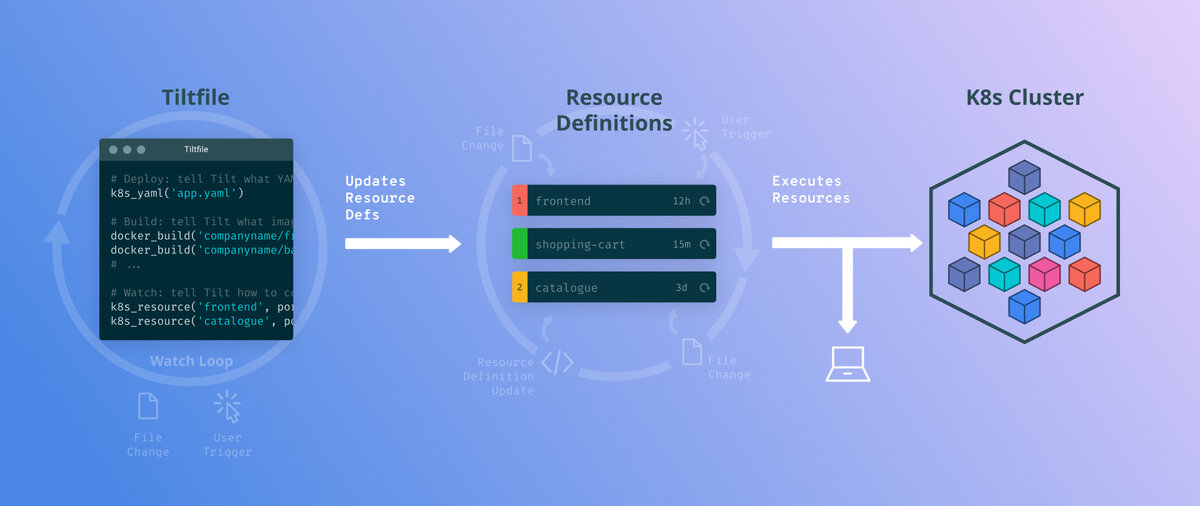 Tiltfile
Tiltfile
# Deploy: tell Tilt what YAM
k8s_yaml('app.yaml')
# Build: tell Tilt what imag
docker_build('companyname/fr
docker_build('companyname/ba
# ...
# Watch: tell Tilt how to co
k8s_resource('frontend', por
k8s_resource('catalogue', po
Watch Loop
File
Change
User
Trigger
Updates
Resource
Defs
Resource
Definitions
File
Change
User
Trigger
1 frontend 12h
shopping-cart 15m
2 catalogue 3d
Resource
Definition
Update
File
Change
Executes
Resources
K8s Cluster